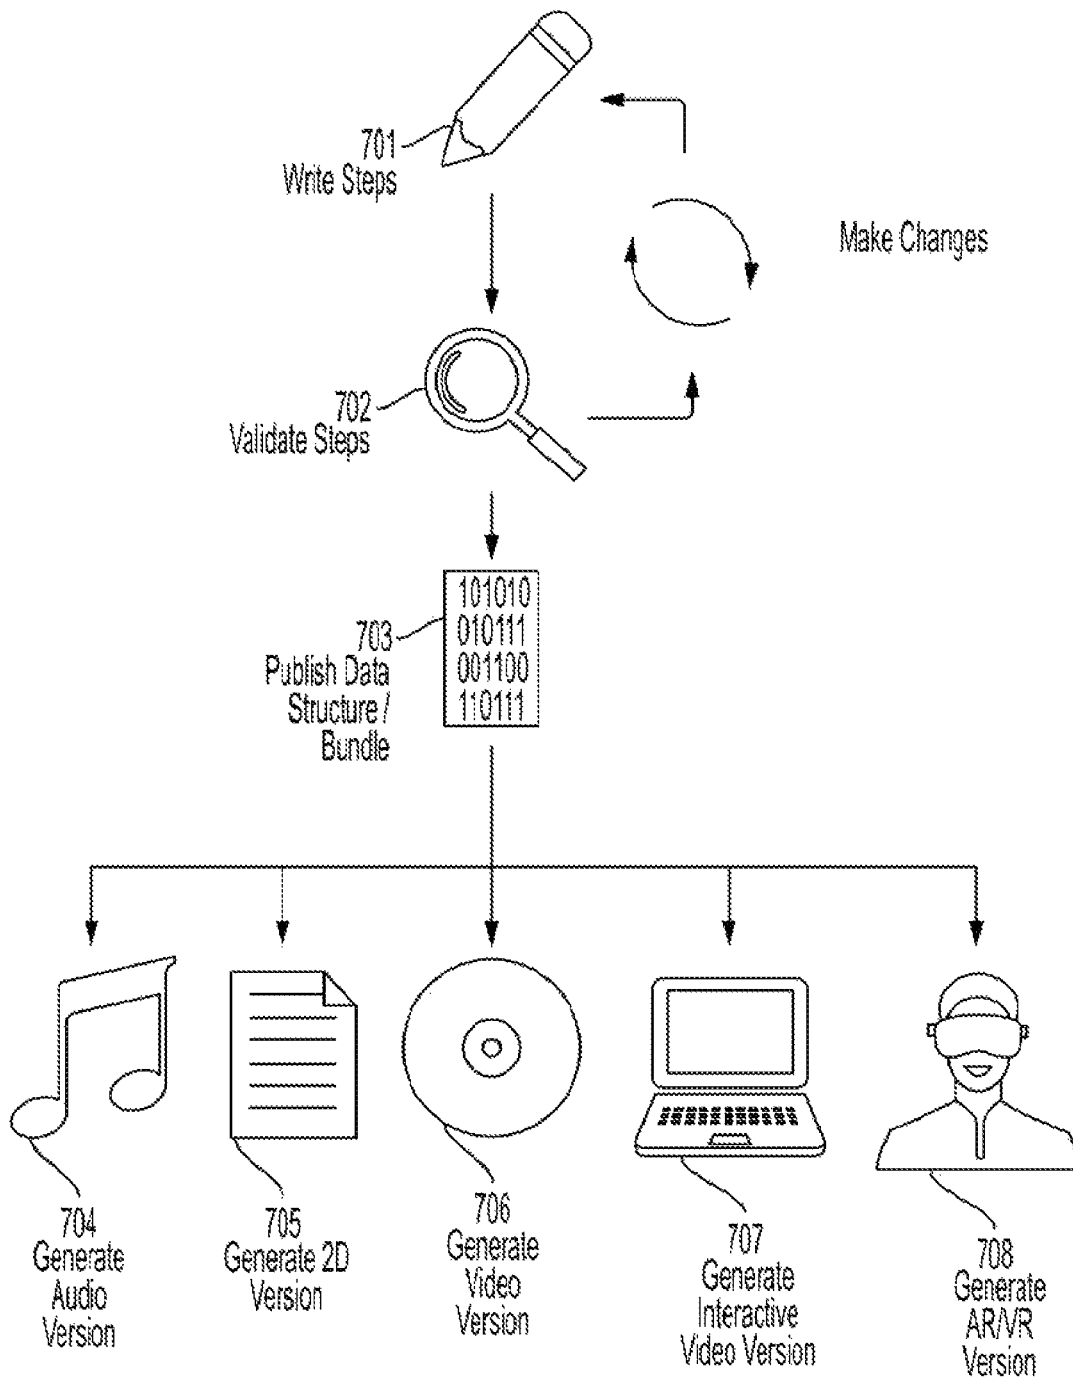 701
Write Steps
Make Changes
702
Validate Steps
101010
010111
001100
110111
703
Publish Data
Structure /
Bundle
704
Generate
Audio
Version
705
Generate 2D
Version
706
Generate
Video
Version
707
Generate
Interactive
Video Version
708
Generate
AR/VR
Version